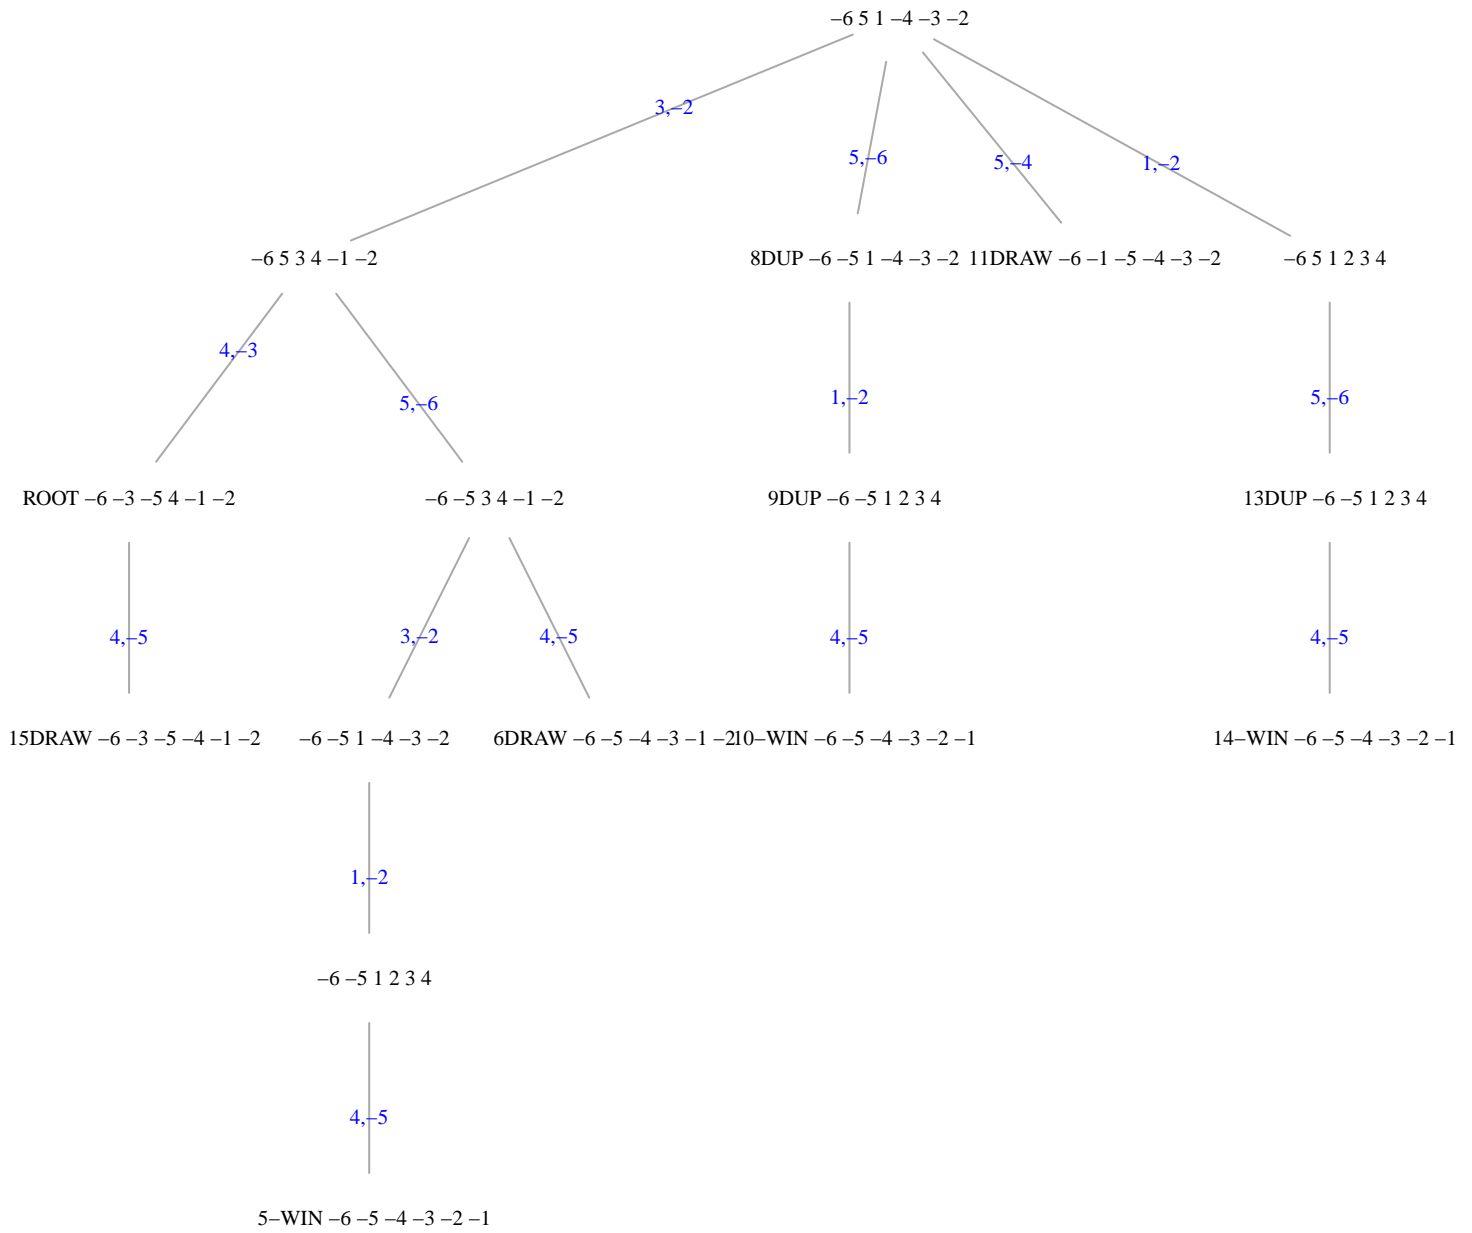 −6 5 1 −4 −3 −2
3,−2
5,−6
5,−4
1,−2
−6 5 3 4 −1 −2
8DUP −6 −5 1 −4 −3 −2
11DRAW −6 −1 −5 −4 −3 −2
−6 5 1 2 3 4
4,−3
5,−6
1,−2
5,−6
ROOT −6 −3 −5 4 −1 −2
−6 −5 3 4 −1 −2
9DUP −6 −5 1 2 3 4
13DUP −6 −5 1 2 3 4
4,−5
3,−2
4,−5
4,−5
4,−5
15DRAW −6 −3 −5 −4 −1 −2
−6 −5 1 −4 −3 −2
6DRAW −6 −5 −4 −3 −1 −2
10−WIN −6 −5 −4 −3 −2 −1
14−WIN −6 −5 −4 −3 −2 −1
1,−2
−6 −5 1 2 3 4
4,−5
5−WIN −6 −5 −4 −3 −2 −1